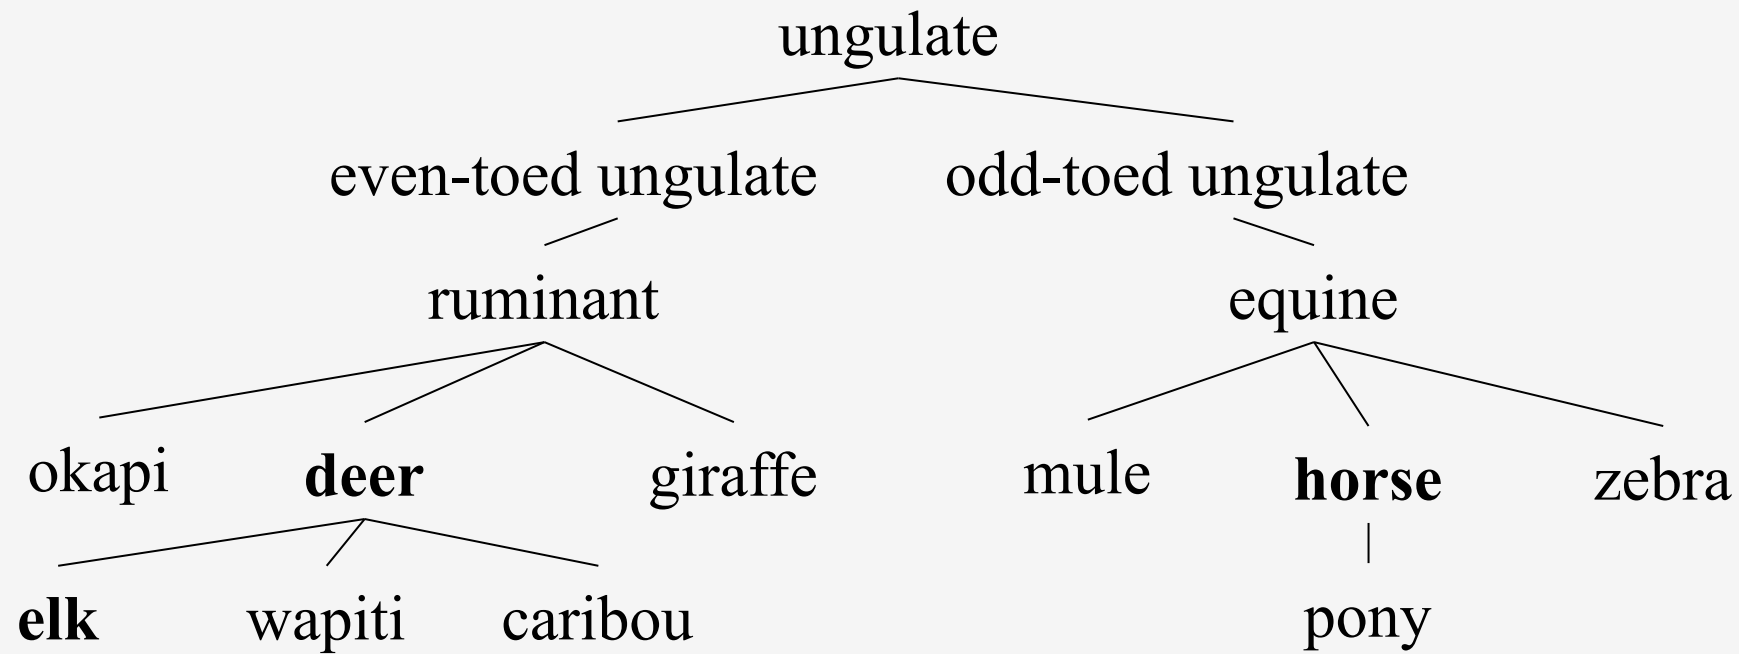 ungulate
even-toed ungulate odd-toed ungulate
ruminant equine
okapi deer giraffe mule horse zebra
elk wapiti caribou pony